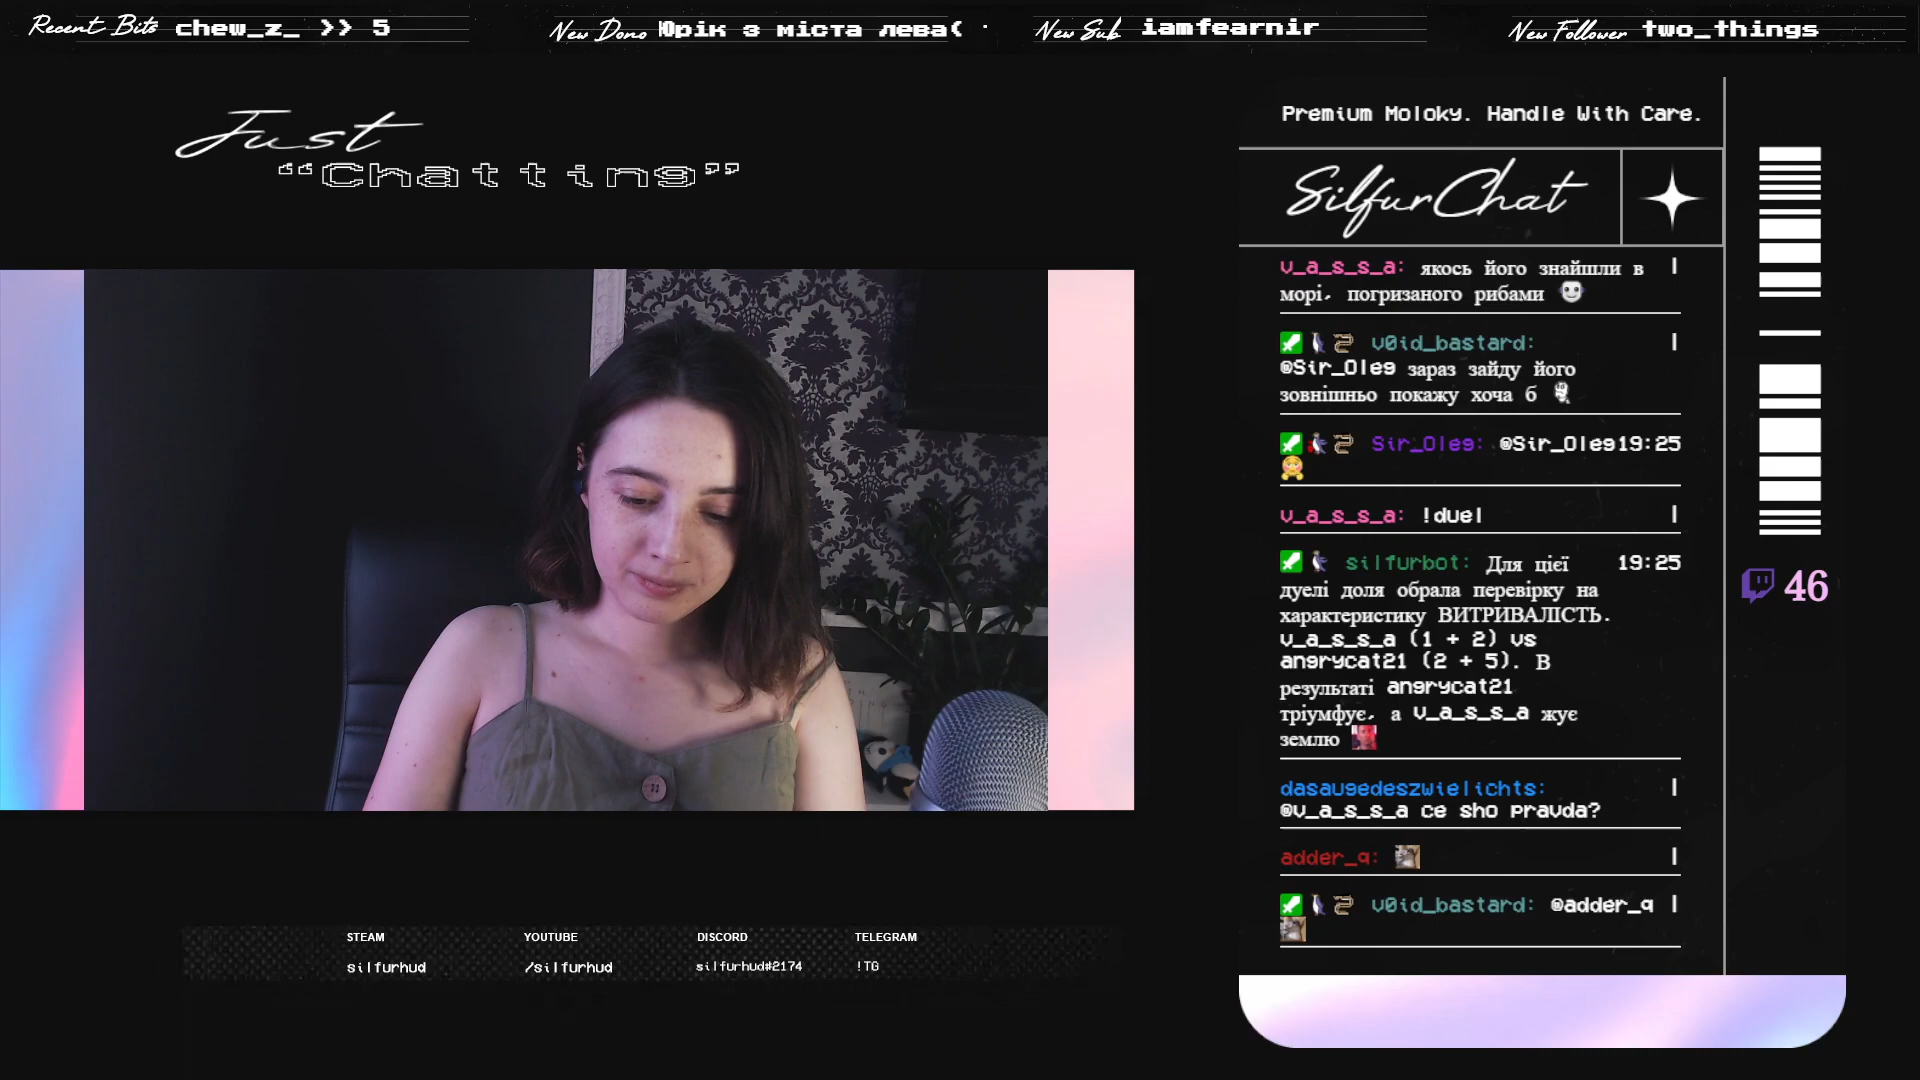 Recent Bits chew_z_ >> 5
New Dono Юрік з міста лева(
New Sub iamfearnir
New Follower two_things
Just
“Chatting”
Premium Moloky. Handle With Care.
SilfurChat
v_a_s_s_a: якось його знайшли в
морі, погризаного рибами
v0id_bastard:
@Sir_Oleg зараз зайду його
зовнішньо покажу хоча б
Sir_Oleg: @Sir_Oleg 19:25
v_a_s_s_a: !duel
silfurbot: Для цієї 19:25
дуелі доля обрала перевірку на
характеристику ВИТРИВАЛІСТЬ.
v_a_s_s_a (1 + 2) vs
angrycat21 (2 + 5). В
результаті angrycat21
тріумфує, а v_a_s_s_a жує
землю
dasaugedeszwielichts:
@v_a_s_s_a ce sho pravda?
adder_q:
v0id_bastard: @adder_q
46
STEAM YOUTUBE DISCORD TELEGRAM
silfurhud /silfurhud silfurhud#2174 !TG